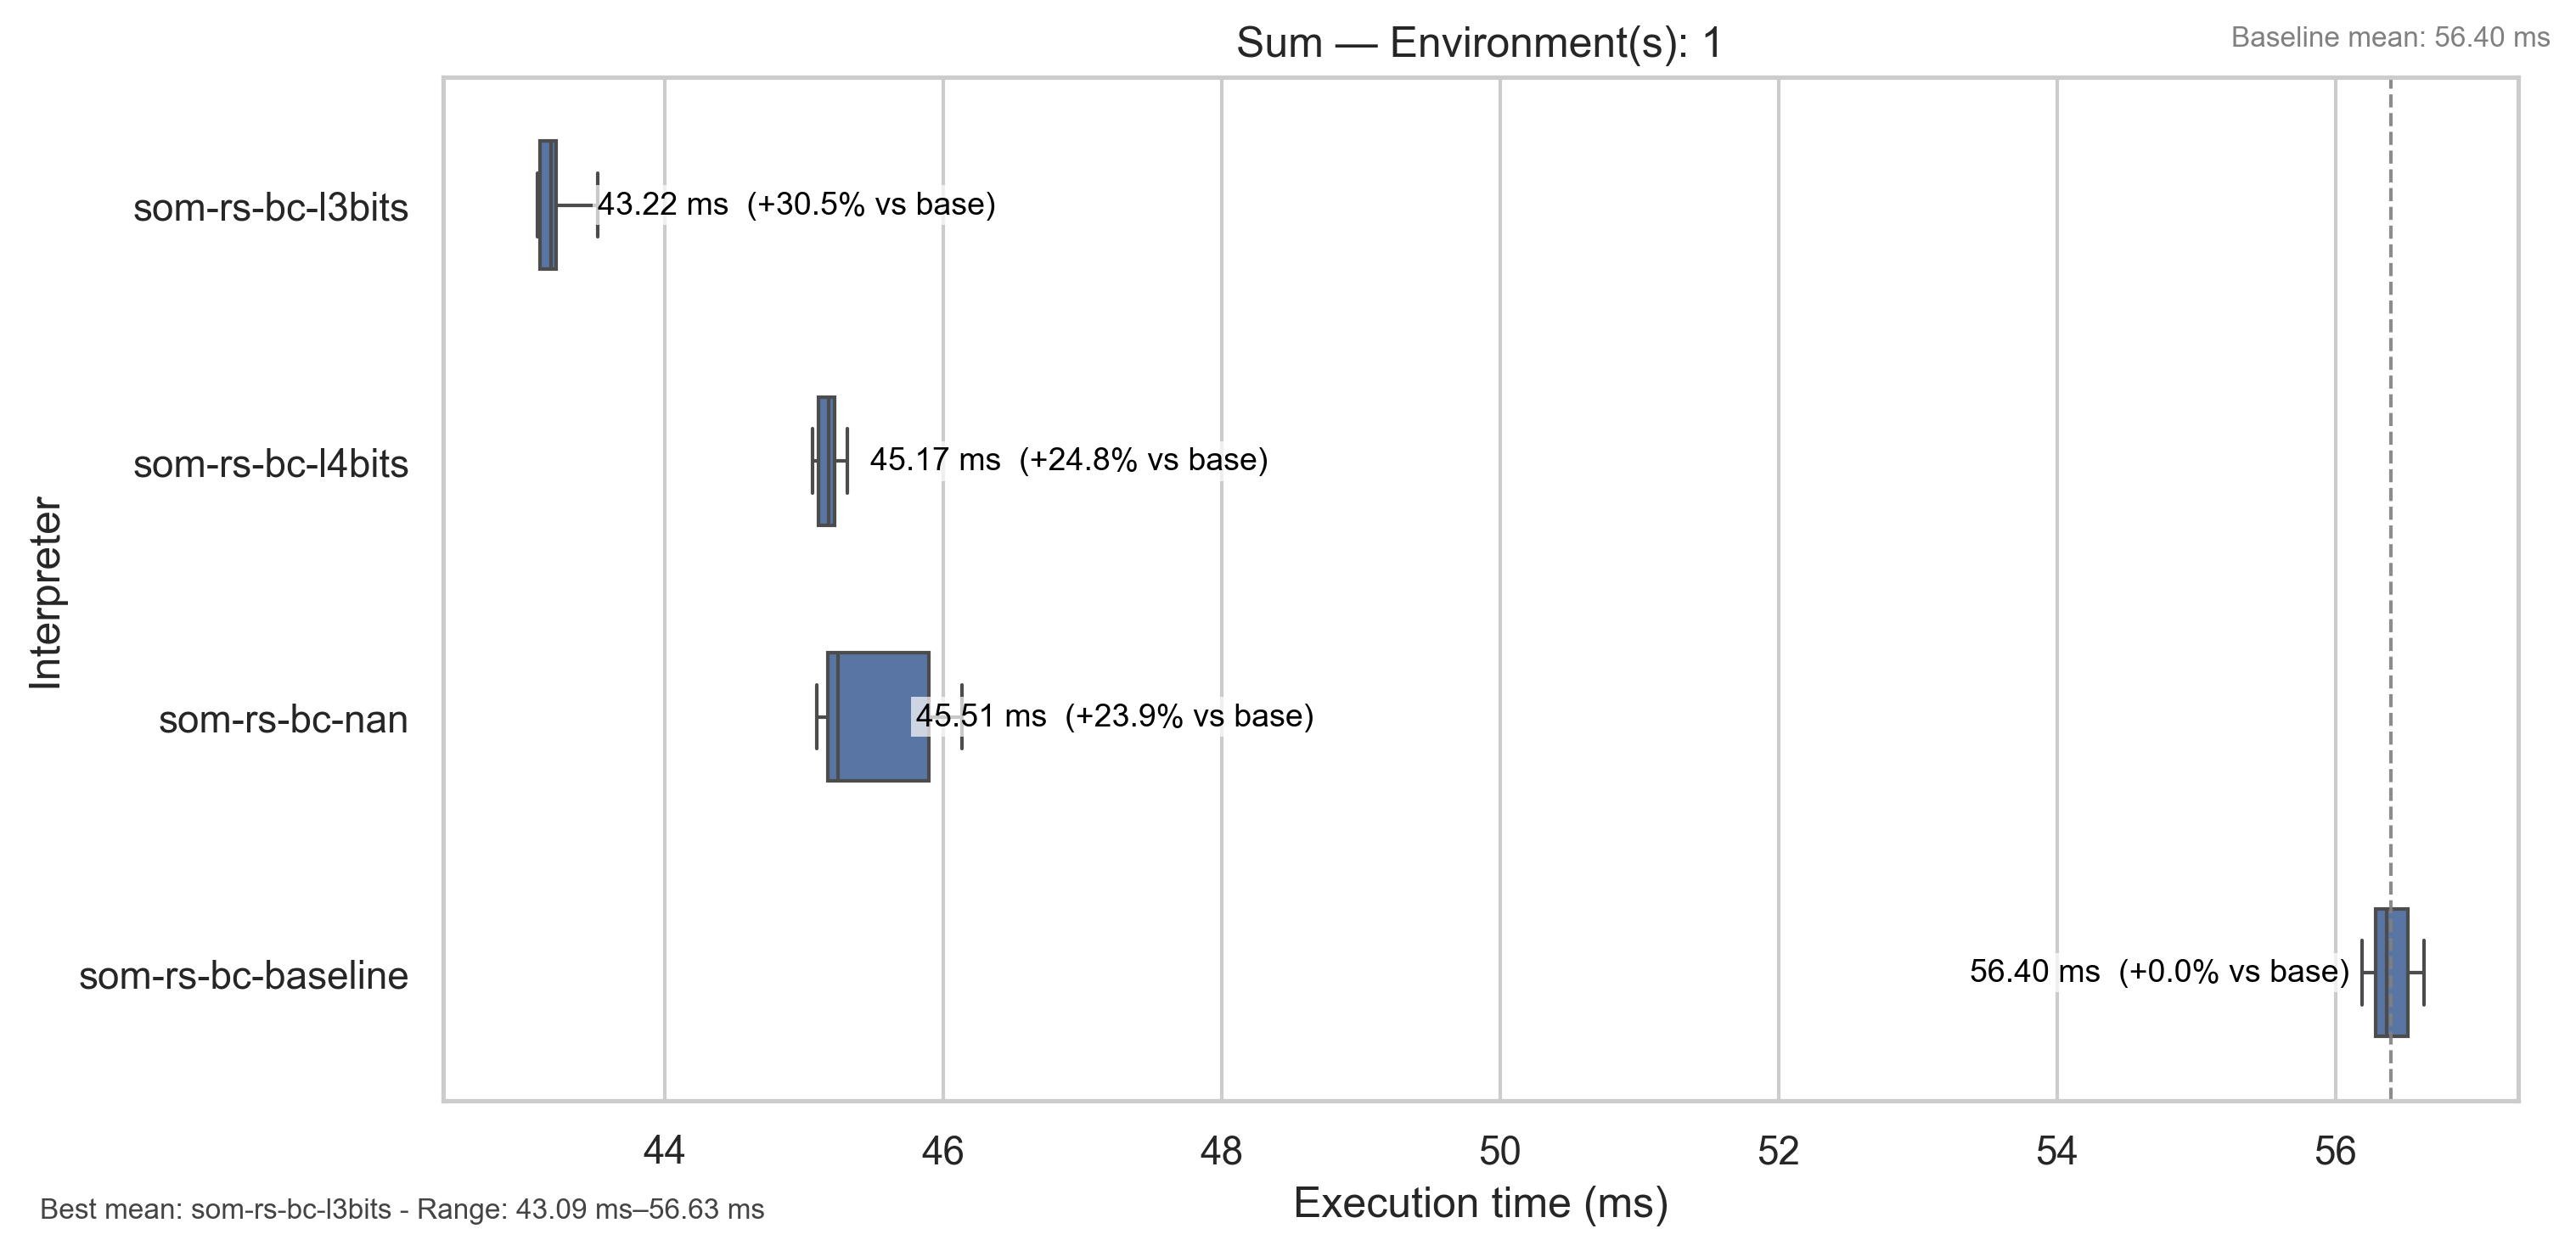 Sum — Environment(s): 1
Baseline mean: 56.40 ms
som-rs-bc-l3bits
43.22 ms  (+30.5% vs base)
som-rs-bc-l4bits
45.17 ms  (+24.8% vs base)
Interpreter
som-rs-bc-nan
45.51 ms  (+23.9% vs base)
som-rs-bc-baseline
56.40 ms  (+0.0% vs base)
44 46 48 50 52 54 56
Execution time (ms)
Best mean: som-rs-bc-l3bits - Range: 43.09 ms–56.63 ms